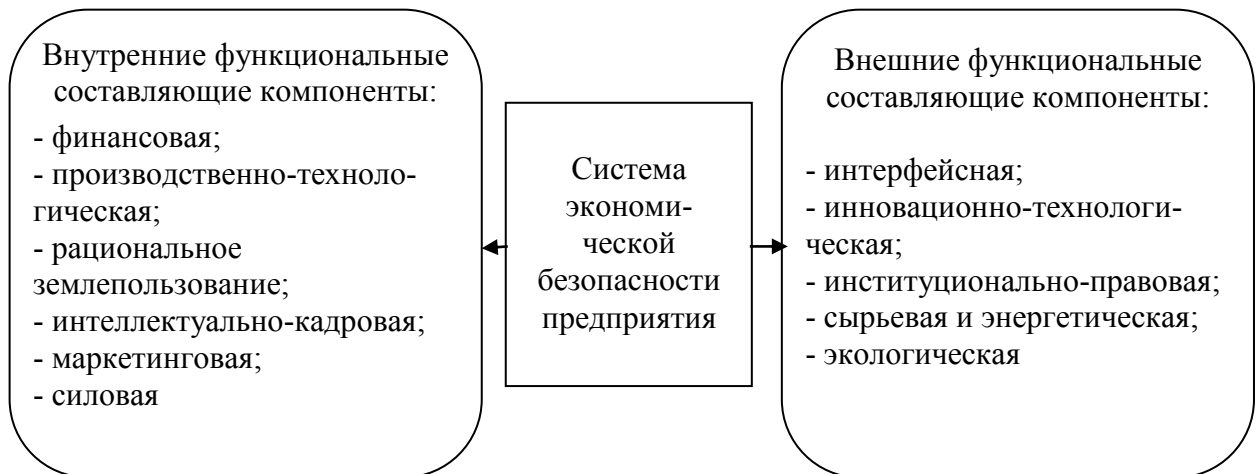 Внутренние функциональные
составляющие компоненты:
- финансовая;
- производственно-техноло-
гическая;
- рациональное
землепользование;
- интеллектуально-кадровая;
- маркетинговая;
- силовая
Система
экономи-
ческой
безопасности
предприятия
Внешние функциональные
составляющие компоненты:
- интерфейсная;
- инновационно-технологи-
ческая;
- институционально-правовая;
- сырьевая и энергетическая;
- экологическая